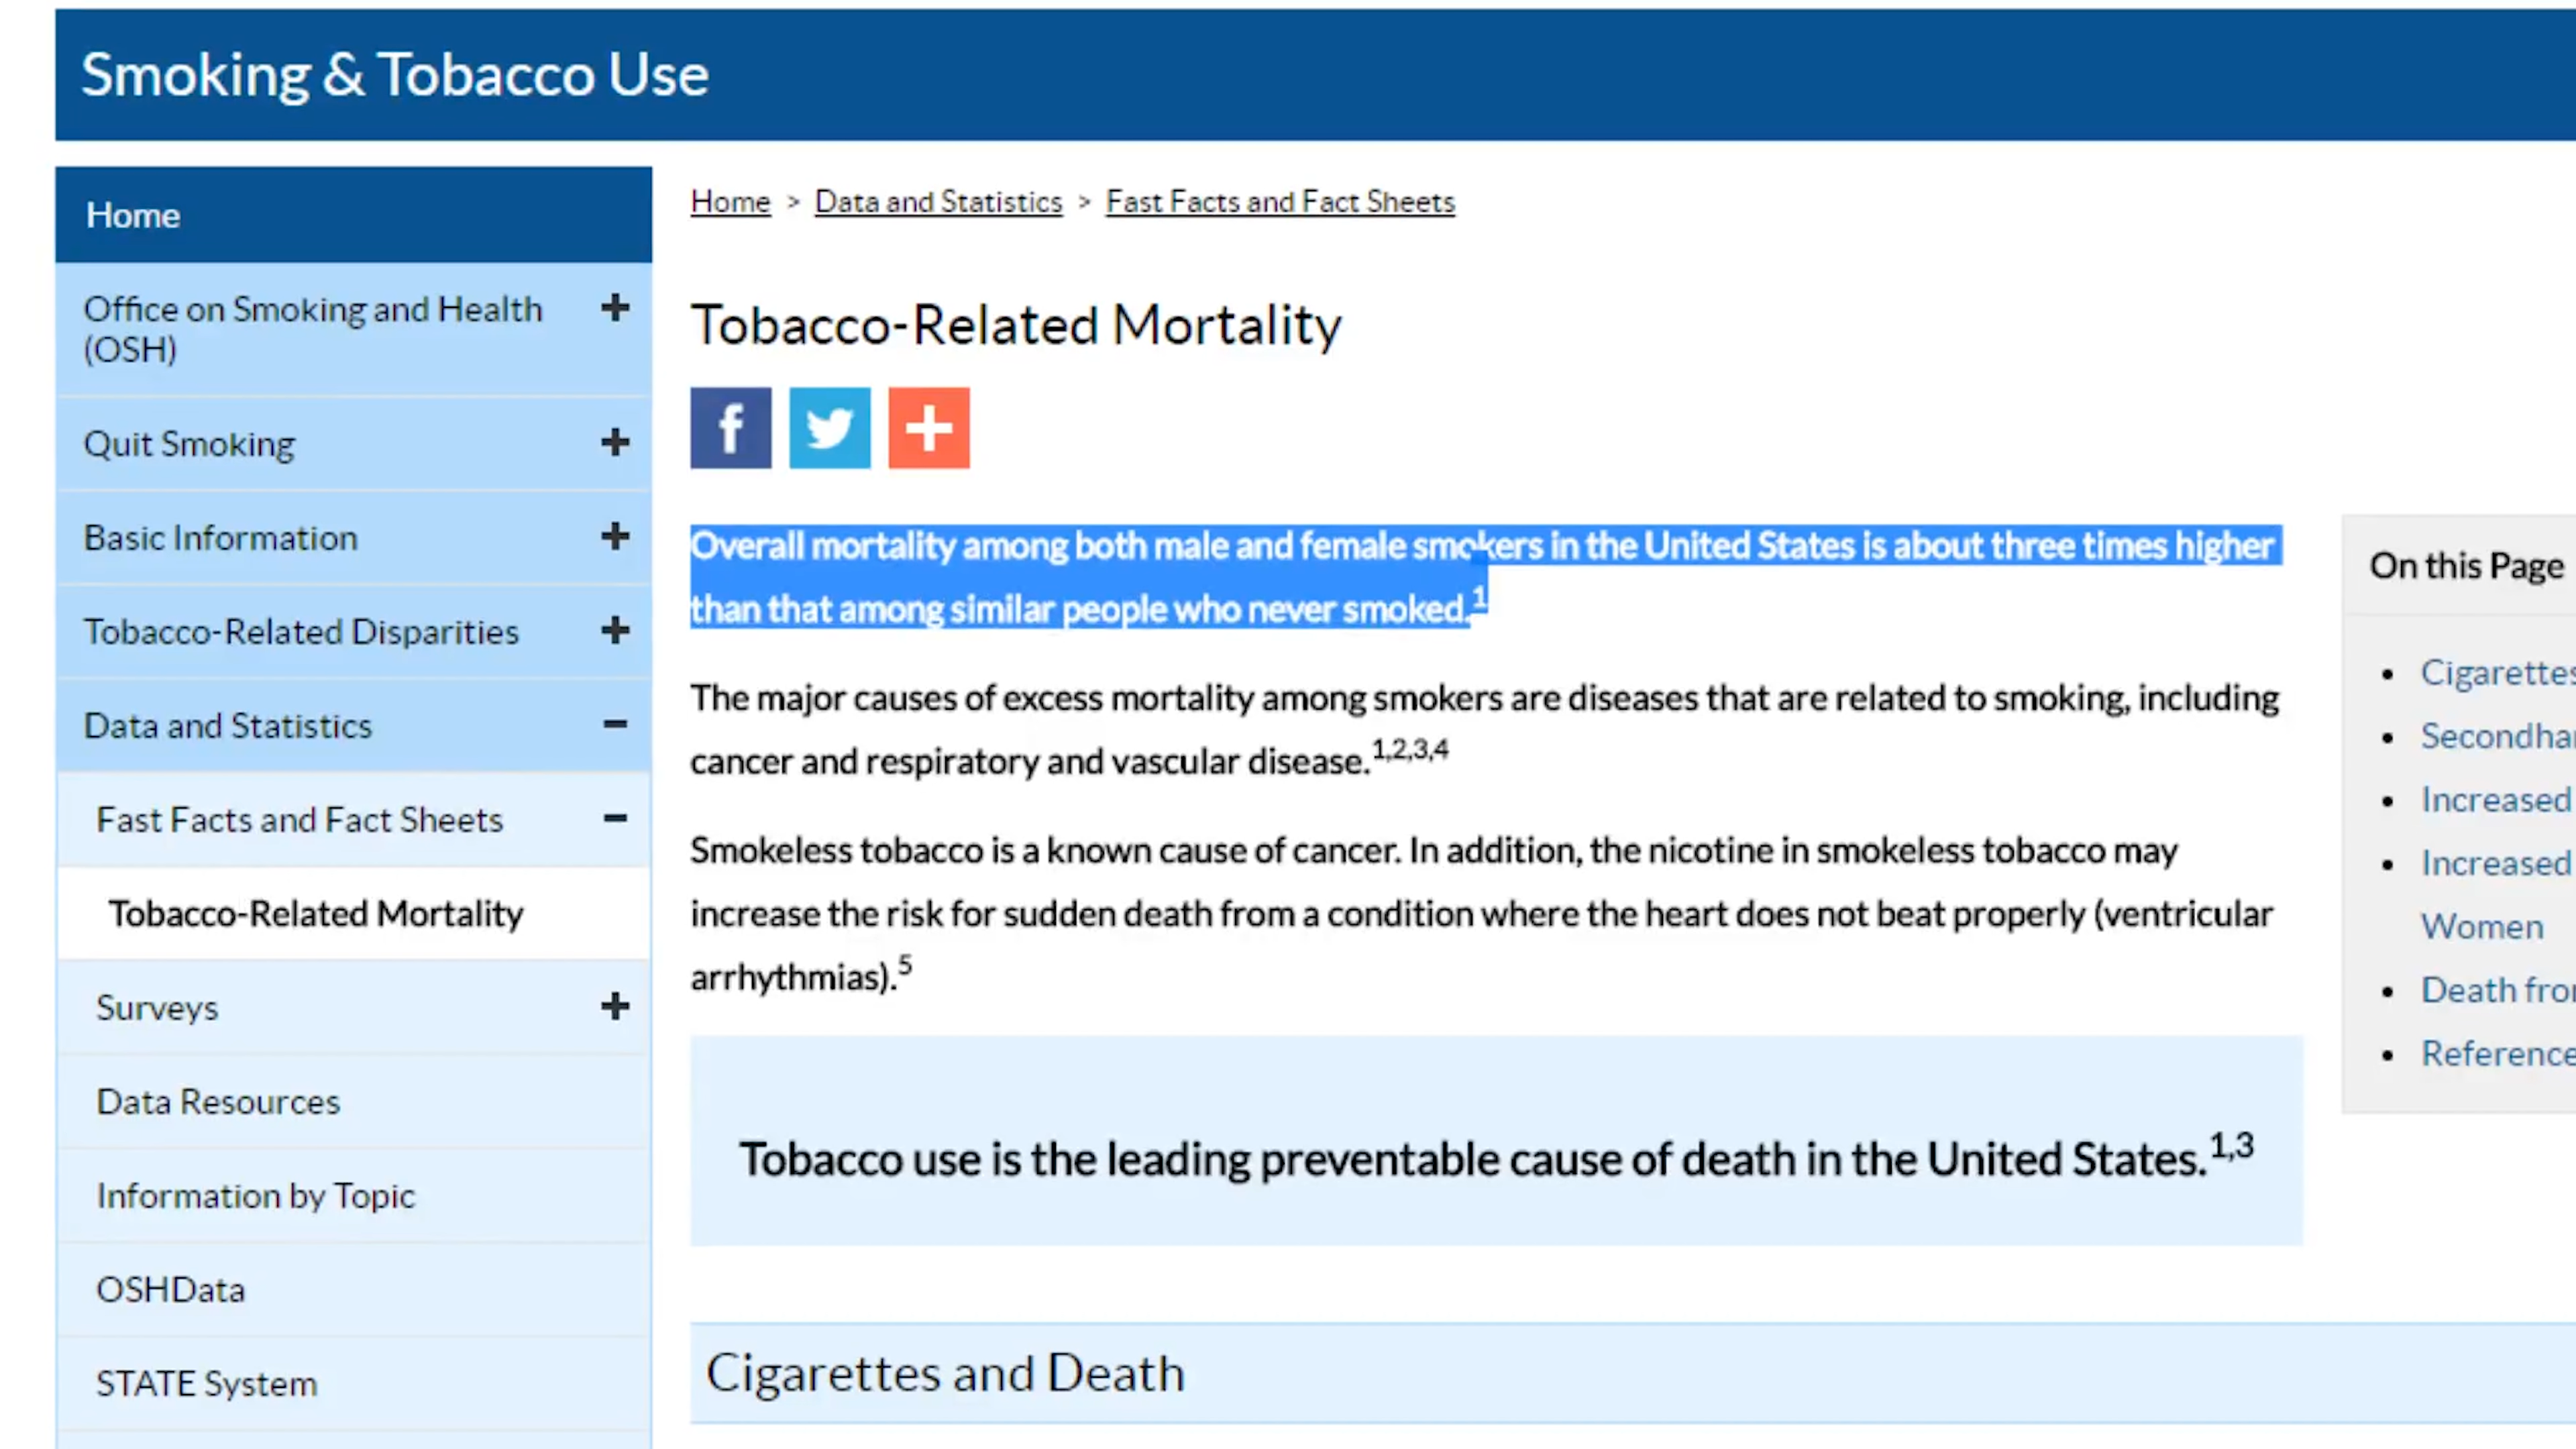 Smoking & Tobacco Use
Home
Office on Smoking and Health
(OSH)
Quit Smoking
Basic Information
Tobacco-Related Disparities
Data and Statistics
Fast Facts and Fact Sheets
Tobacco-Related Mortality
Surveys
Data Resources
Information by Topic
OSHData
STATE System
Home > Data and Statistics > Fast Facts and Fact Sheets
Tobacco-Related Mortality
Overall mortality among both male and female smokers in the United States is about three times higher
than that among similar people who never smoked.1
The major causes of excess mortality among smokers are diseases that are related to smoking, including
cancer and respiratory and vascular disease.1,2,3,4
Smokeless tobacco is a known cause of cancer. In addition, the nicotine in smokeless tobacco may
increase the risk for sudden death from a condition where the heart does not beat properly (ventricular
arrhythmias).5
Tobacco use is the leading preventable cause of death in the United States.1,3
Cigarettes and Death
On this Page
Cigarettes
Increased
Increased
Women
Death